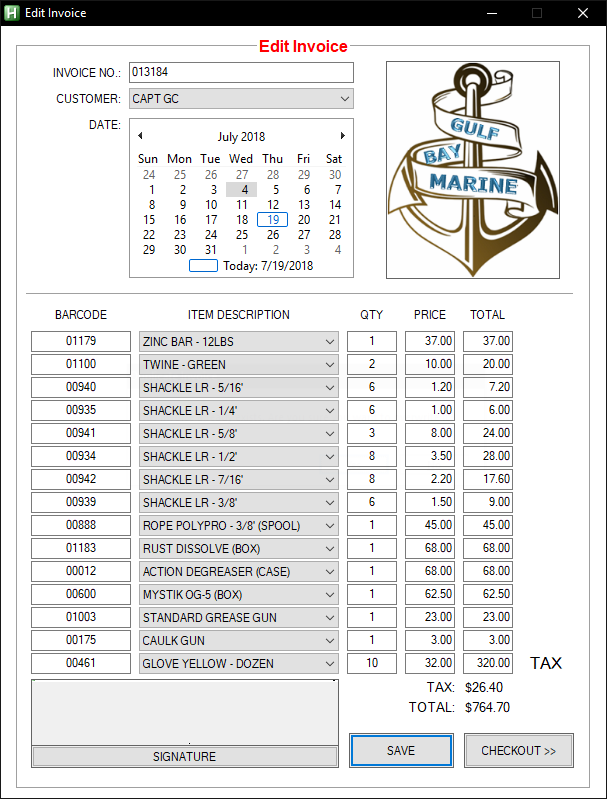 Edit Invoice
Edit Invoice
INVOICE NO.: 013184
CUSTOMER: CAPT GC
DATE:
July 2018
Sun Mon Tue Wed Thu Fri Sat
24 25 26 27 28 29 30
1 2 3 4 5 6 7
8 9 10 11 12 13 14
15 16 17 18 19 20 21
22 23 24 25 26 27 28
29 30 31 1 2 3 4
Today: 7/19/2018
GULF
BAY
MARINE
BARCODE ITEM DESCRIPTION QTY PRICE TOTAL
01179 ZINC BAR - 12LBS 1 37.00 37.00
01100 TWINE - GREEN 2 10.00 20.00
00940 SHACKLE LR - 5/16' 6 1.20 7.20
00935 SHACKLE LR - 1/4' 6 1.00 6.00
00941 SHACKLE LR - 5/8' 3 8.00 24.00
00934 SHACKLE LR - 1/2' 8 3.50 28.00
00942 SHACKLE LR - 7/16' 8 2.20 17.60
00939 SHACKLE LR - 3/8' 6 1.50 9.00
00888 ROPE POLYPRO - 3/8' (SPOOL) 1 45.00 45.00
01183 RUST DISSOLVE (BOX) 1 68.00 68.00
00012 ACTION DEGREASER (CASE) 1 68.00 68.00
00600 MYSTIK OG-5 (BOX) 1 62.50 62.50
01003 STANDARD GREASE GUN 1 23.00 23.00
00175 CAULK GUN 1 3.00 3.00
00461 GLOVE YELLOW - DOZEN 10 32.00 320.00 TAX
TAX: $26.40
TOTAL: $764.70
SIGNATURE
SAVE
CHECKOUT >>